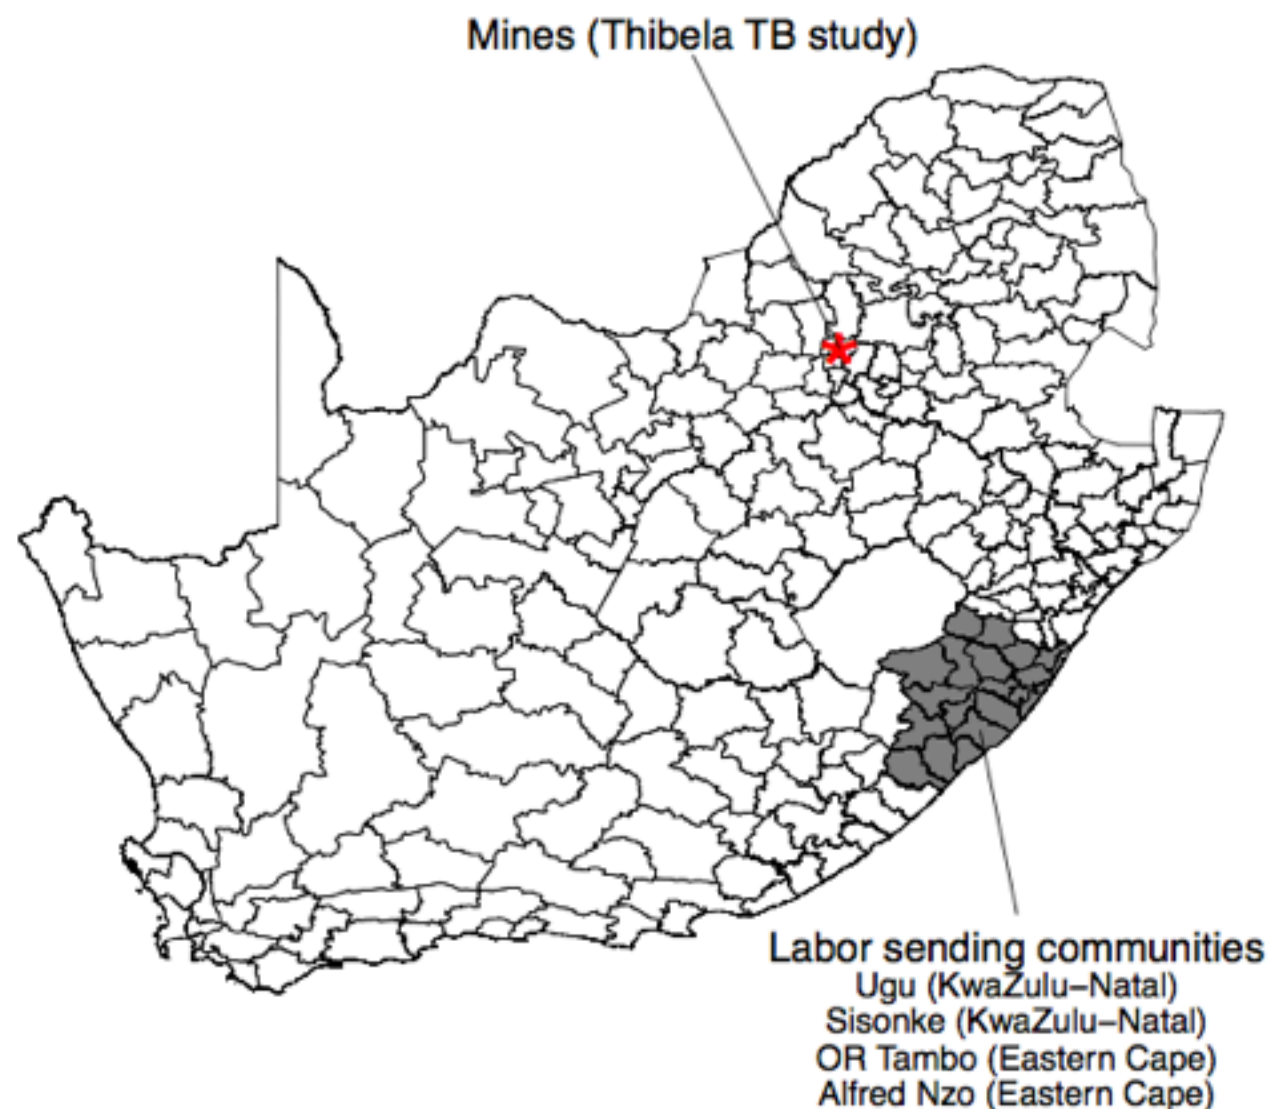 Mines (Thibela TB study)
Labor sending communities
Ugu (KwaZulu−Natal)
Sisonke (KwaZulu−Natal)
OR Tambo (Eastern Cape)
Alfred Nzo (Eastern Cape)